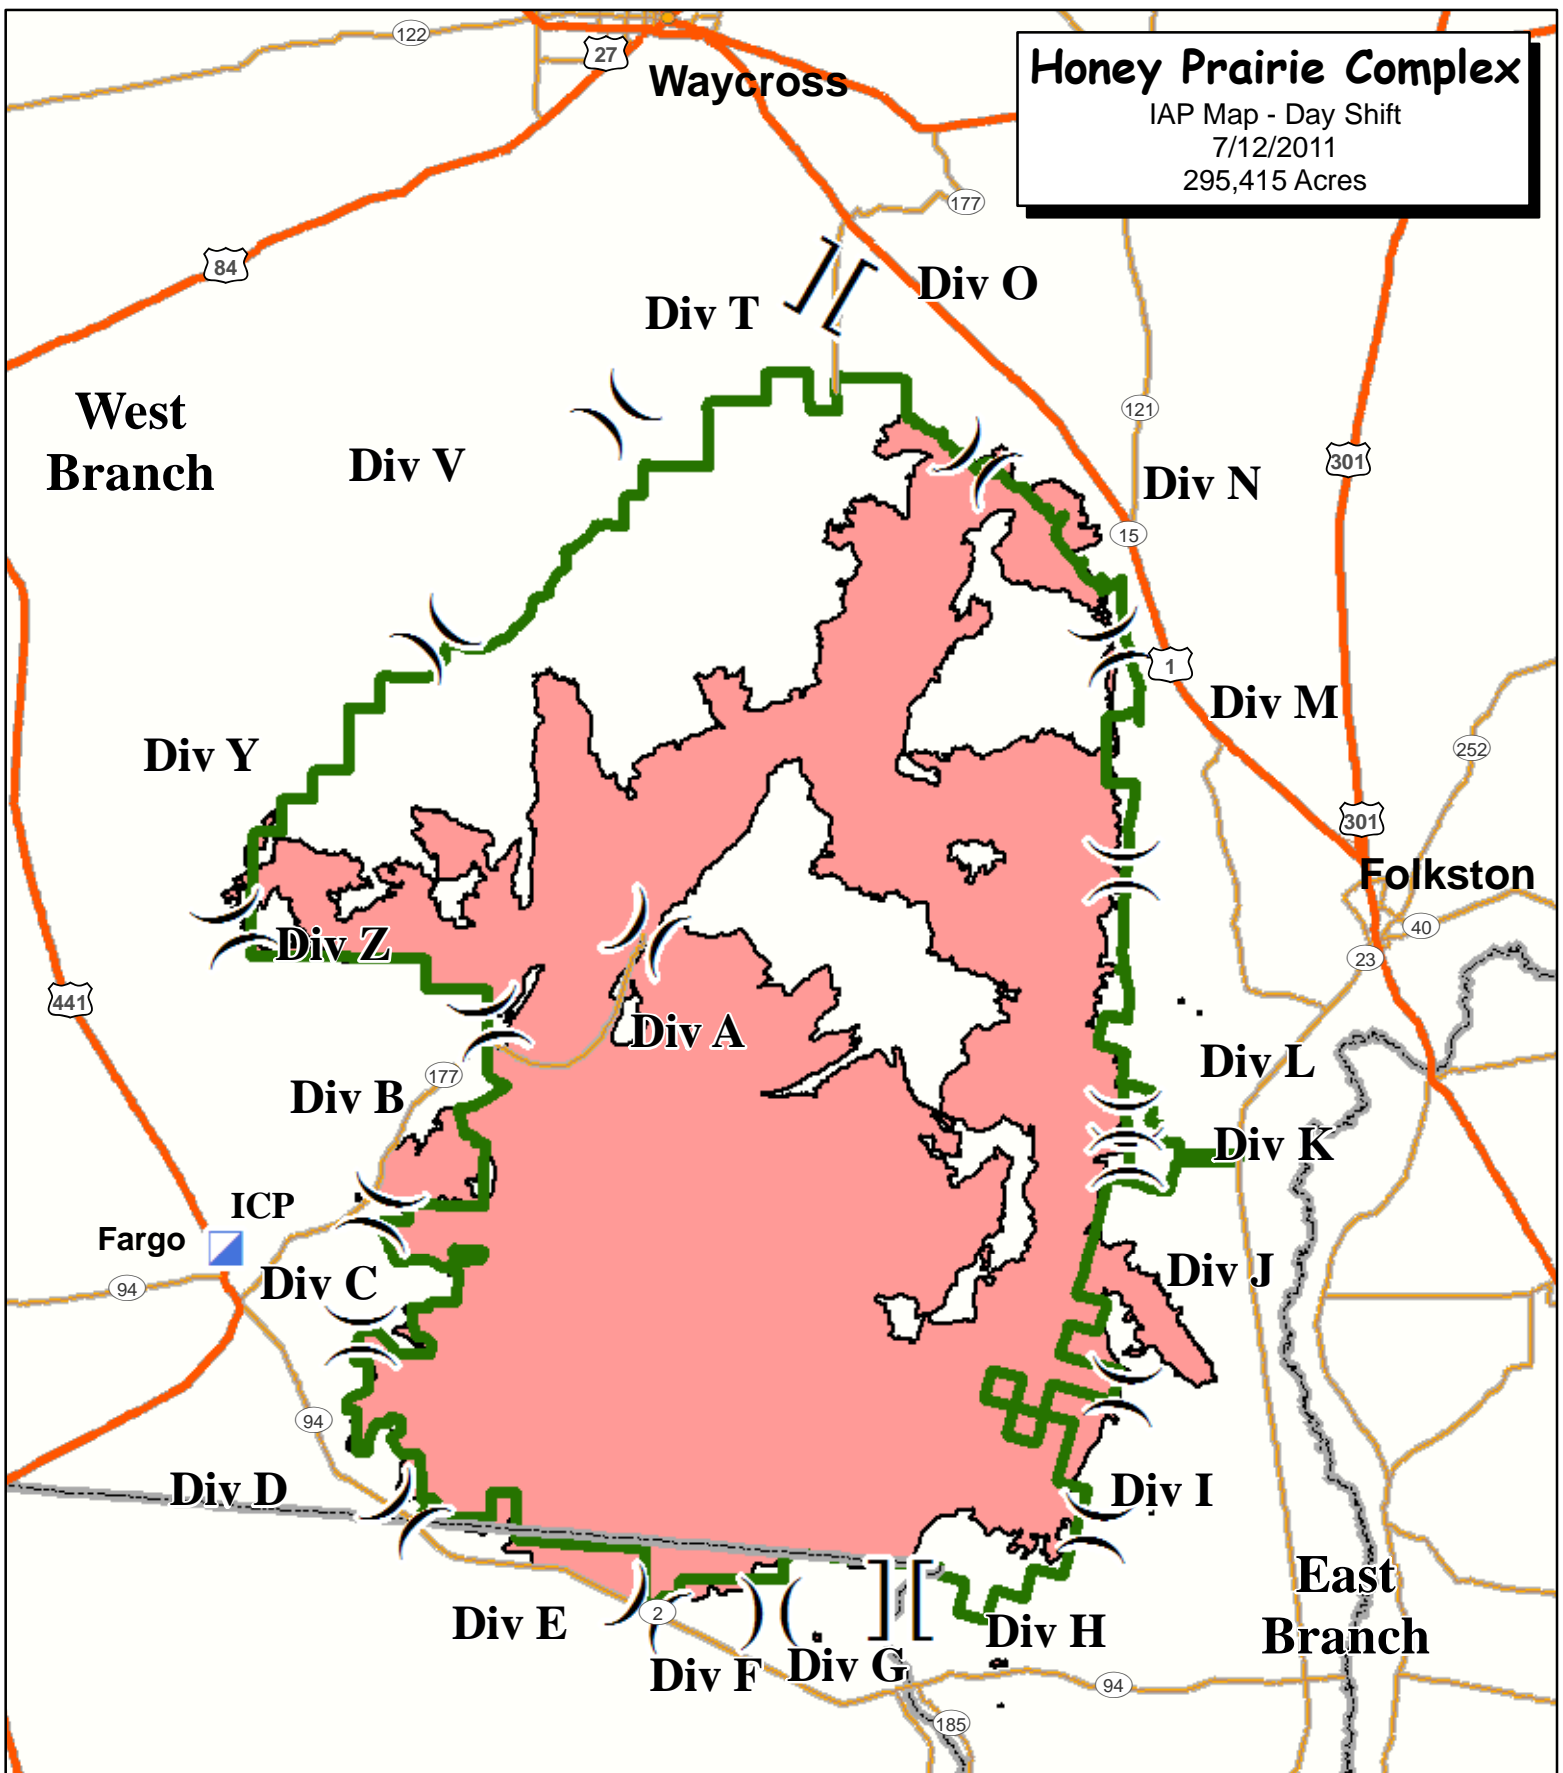 122
27
Waycross
Honey Prairie Complex
IAP Map - Day Shift
7/12/2011
295,415 Acres
177
84
Div O
Div T
West
Branch
121
Div V
301
Div N
15
1
Div M
252
Div Y
301
Folkston
40
Div Z
23
441
Div A
Div L
177
Div B
Div K
ICP
Fargo
Div J
94
Div C
94
Div D
Div I
East
Branch
2
Div E
Div H
Div F
Div G
94
185